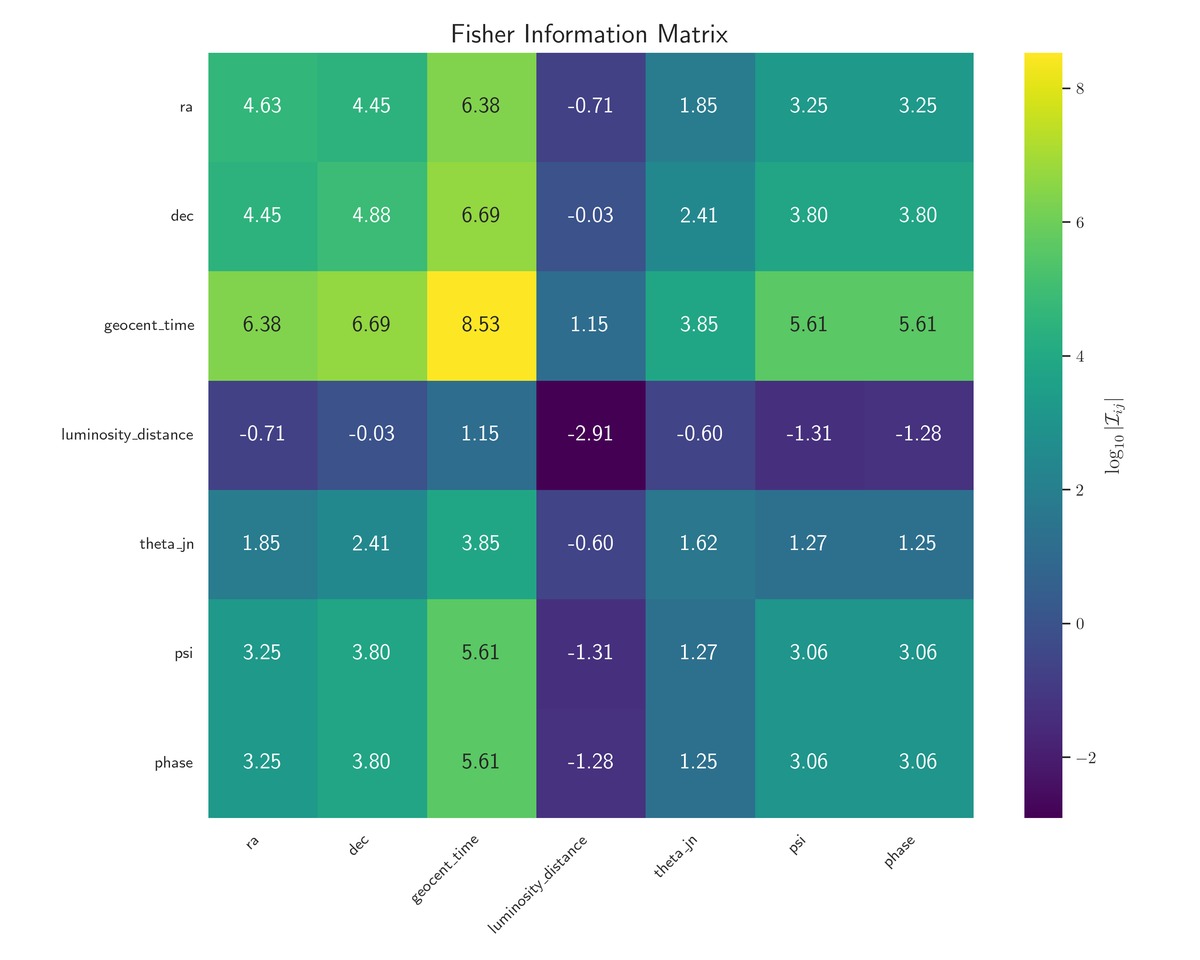 Fisher Information Matrix
ra 4.63 4.45 6.38 -0.71 1.85 3.25 3.25
dec 4.45 4.88 6.69 -0.03 2.41 3.80 3.80
geocent_time 6.38 6.69 8.53 1.15 3.85 5.61 5.61
luminosity_distance -0.71 -0.03 1.15 -2.91 -0.60 -1.31 -1.28
theta_jn 1.85 2.41 3.85 -0.60 1.62 1.27 1.25
psi 3.25 3.80 5.61 -1.31 1.27 3.06 3.06
phase 3.25 3.80 5.61 -1.28 1.25 3.06 3.06
ra dec geocent_time luminosity_distance theta_jn psi phase
8
6
4
2
0
−2
log₁₀ |ℐᵢⱼ|